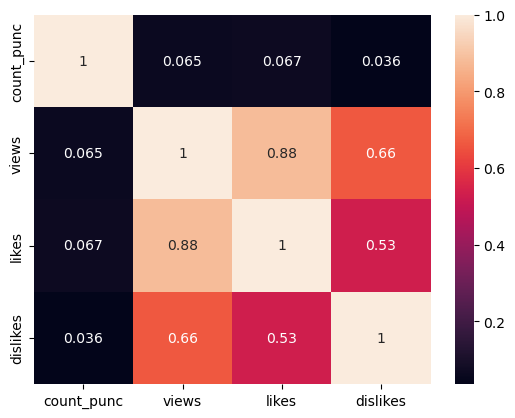 count_punc 1 0.065 0.067 0.036
views 0.065 1 0.88 0.66
likes 0.067 0.88 1 0.53
dislikes 0.036 0.66 0.53 1
count_punc views likes dislikes
1.0
0.8
0.6
0.4
0.2